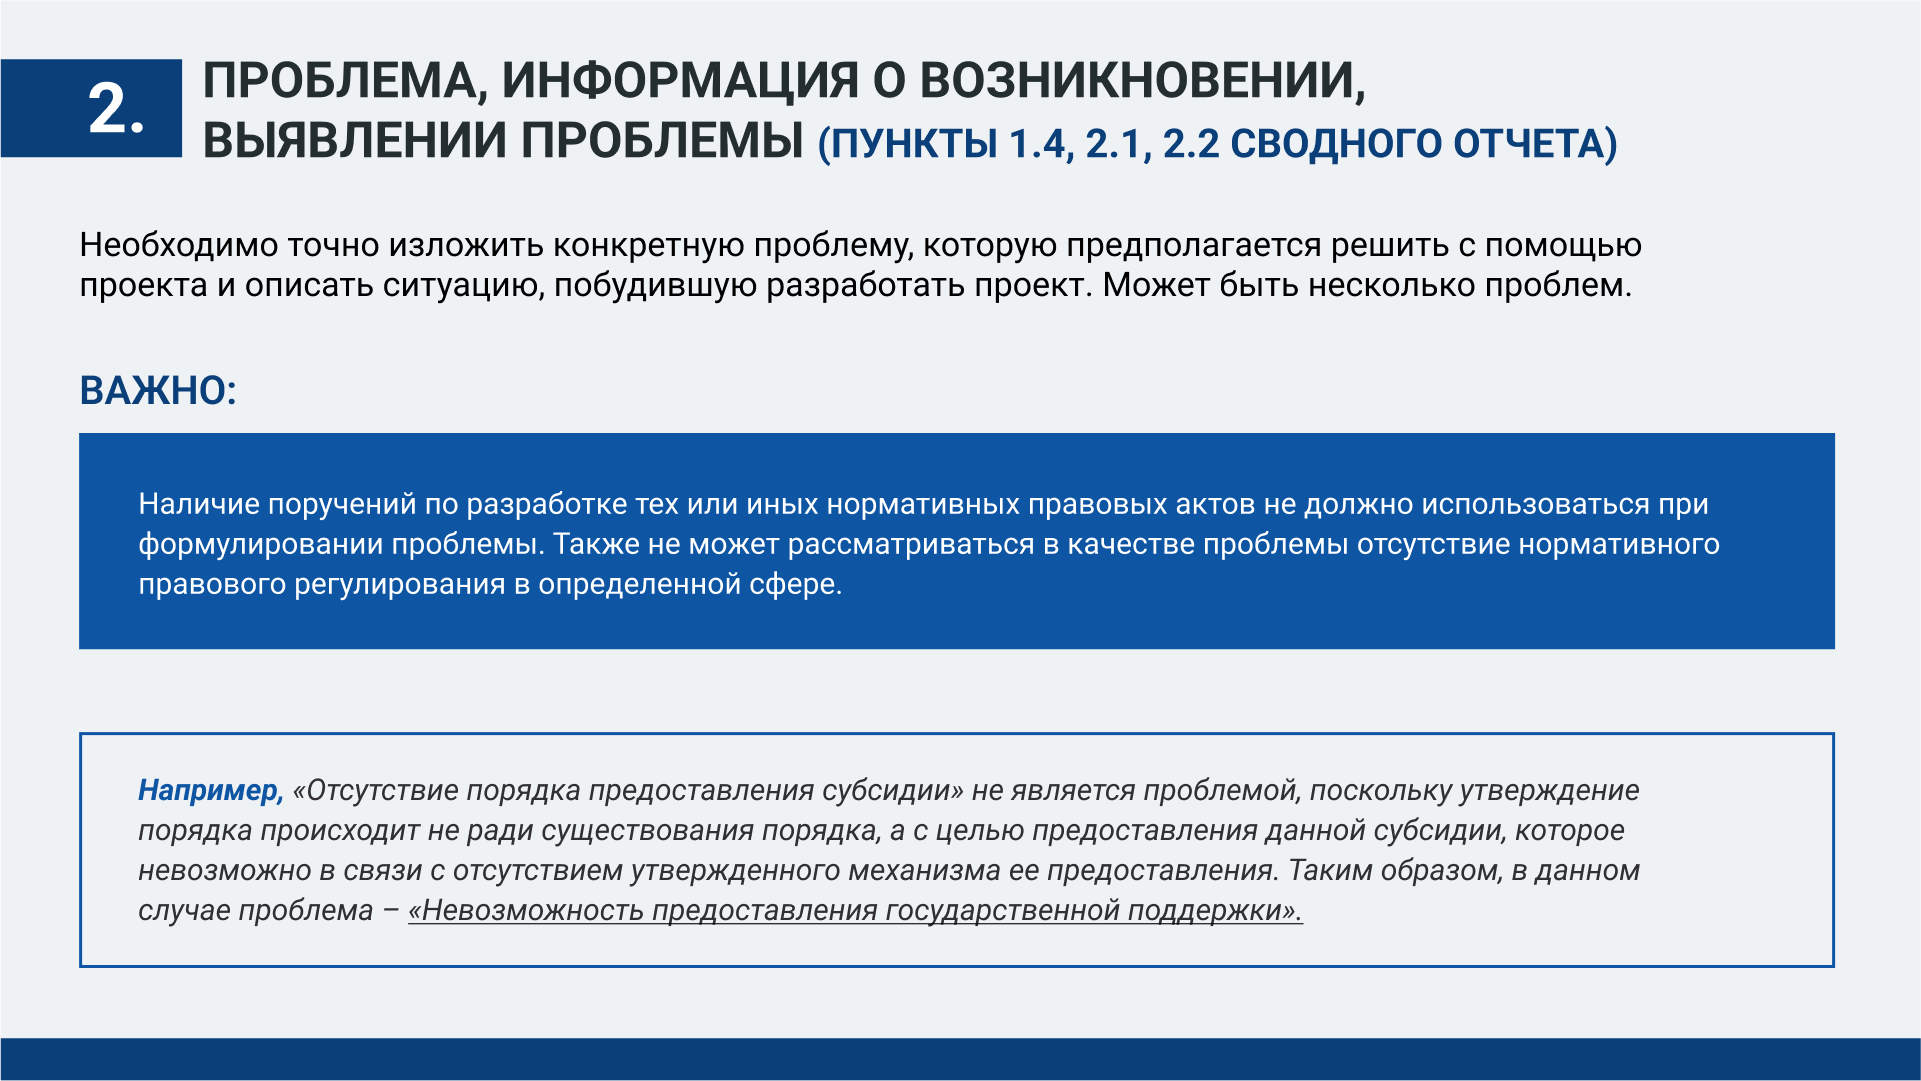 2.
ПРОБЛЕМА, ИНФОРМАЦИЯ О ВОЗНИКНОВЕНИИ,
ВЫЯВЛЕНИИ ПРОБЛЕМЫ (ПУНКТЫ 1.4, 2.1, 2.2 СВОДНОГО ОТЧЕТА)
Необходимо точно изложить конкретную проблему, которую предполагается решить с помощью
проекта и описать ситуацию, побудившую разработать проект. Может быть несколько проблем.
ВАЖНО:
Наличие поручений по разработке тех или иных нормативных правовых актов не должно использоваться при
формулировании проблемы. Также не может рассматриваться в качестве проблемы отсутствие нормативного
правового регулирования в определенной сфере.
Например, «Отсутствие порядка предоставления субсидии» не является проблемой, поскольку утверждение
порядка происходит не ради существования порядка, а с целью предоставления данной субсидии, которое
невозможно в связи с отсутствием утвержденного механизма ее предоставления. Таким образом, в данном
случае проблема – «Невозможность предоставления государственной поддержки».